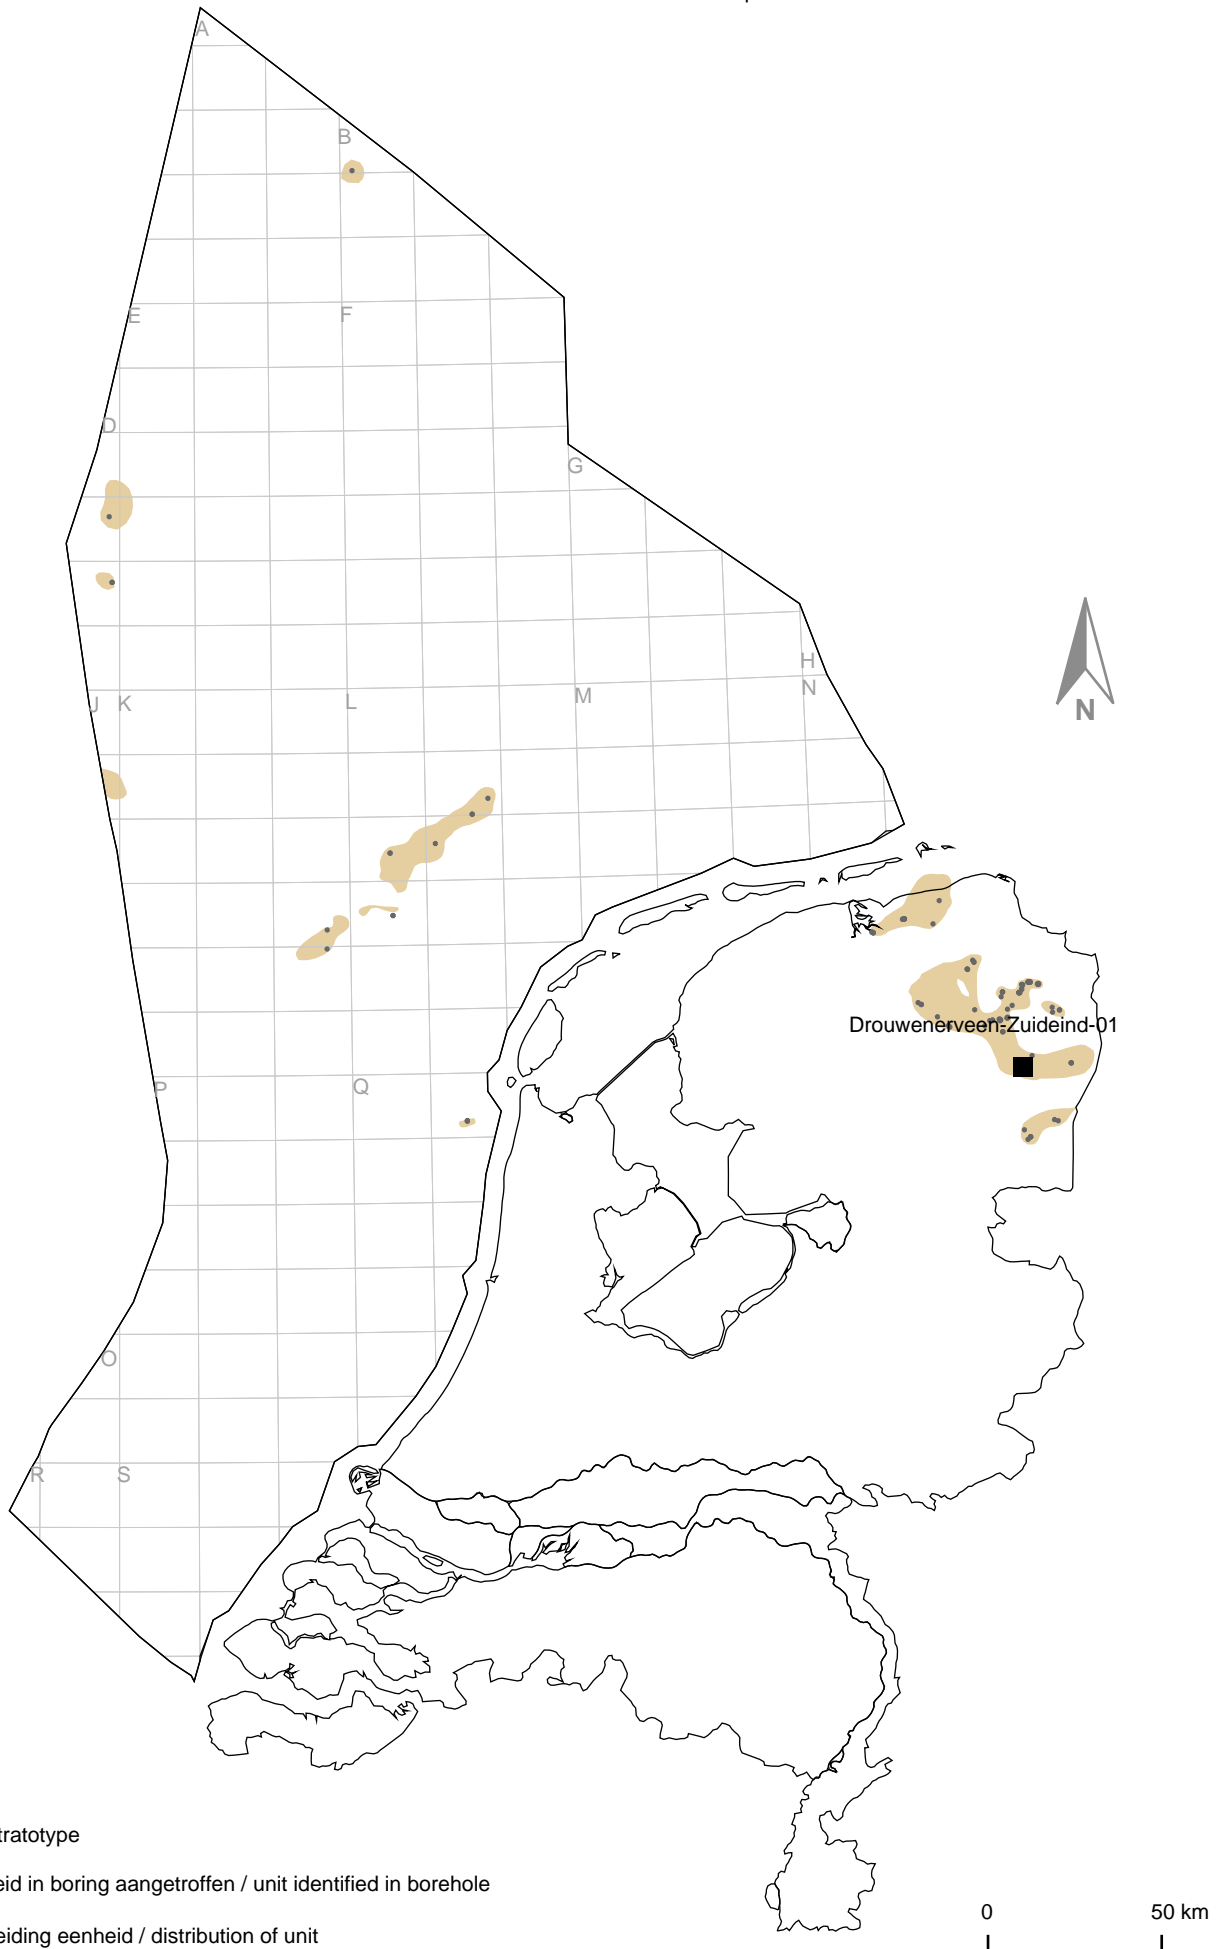 A
B
E
F
D
G
H
N
J
K
L
M
N
Drouwenerveen-Zuideind-01
P
Q
O
R
S
tratotype
eid in boring aangetroffen / unit identified in borehole
eiding eenheid / distribution of unit
0
50 km